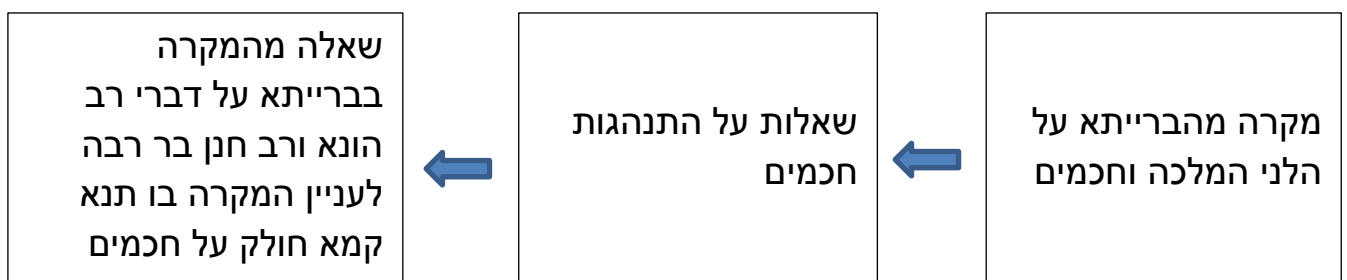 מקרה מהברייתא על
הלני המלכה וחכמים
שאלות על התנהגות
חכמים
שאלה מהמקרה
בברייתא על דברי רב
הונא ורב חנן בר רבה
לעניין המקרה בו תנא
קמא חולק על חכמים